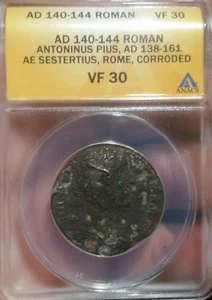 AD 140-144 ROMAN VF 30
AD 140-144 ROMAN
ANTONINUS PIUS, AD 138-161
AE SESTERTIUS, ROME, CORRODED
VF 30
ANACS